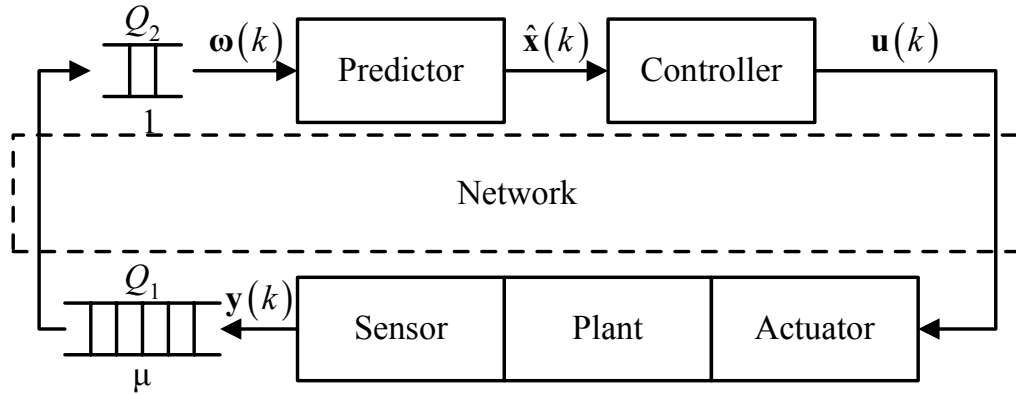 Q₂
ω(k)
Predictor
x̂(k)
Controller
u(k)
1
Network
Q₁
y(k)
Sensor
Plant
Actuator
μ